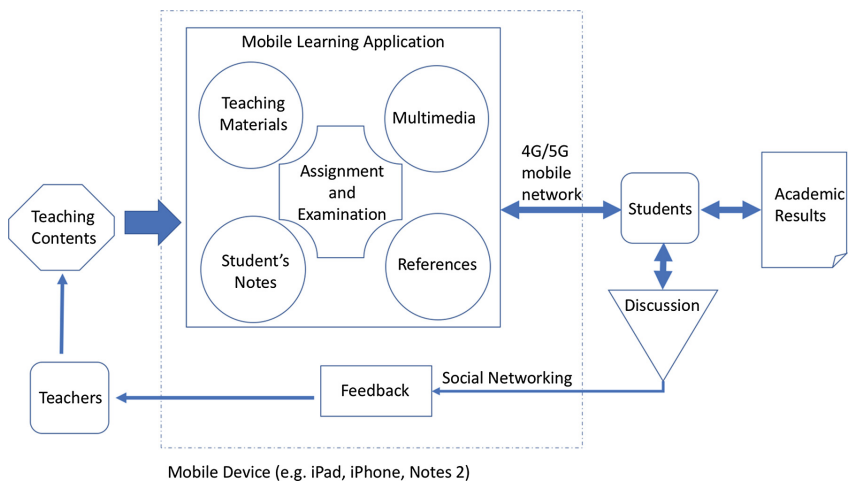 Mobile Learning Application
Teaching
Materials
Multimedia
Assignment
and
Examination
Student’s
Notes
References
4G/5G
mobile
network
Teaching
Contents
Students
Academic
Results
Discussion
Teachers
Feedback
Social Networking
Mobile Device (e.g. iPad, iPhone, Notes 2)